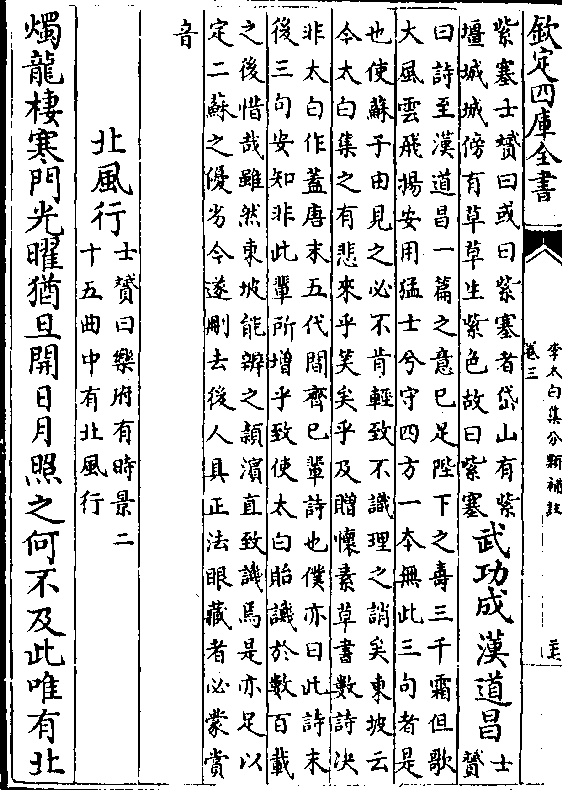 欽定四庫全書
李太白集分類補註
卷三
紫塞士贇曰或曰紫塞者岱山有紫
壃城城傍有草草生紫色故曰紫塞
武功成漢道昌
士
贇
曰詩至漢道昌一篇之意已足陛下之壽三千霜但歌
大風雲飛揚安用猛士兮守四方一本無此三句者是
也使蘇子由見之必不肯輕致不識理之誚矣東坡云
今太白集之有悲來乎笑矣乎及贈懷素草書數詩決
非太白作蓋唐末五代間齊已輩詩也僕亦曰此詩末
後三句安知非此輩所增乎致使太白貽譏於數百載
之後惜哉雖然東坡能辨之潁濱直致譏焉是亦足以
定二蘇之優劣今遂刪去後人具正法眼藏者必蒙賞
音
北風行
士贇曰樂府有時景二
十五曲中有北風行
燭龍棲寒門光曜猶旦開日月照之何不及此唯有北